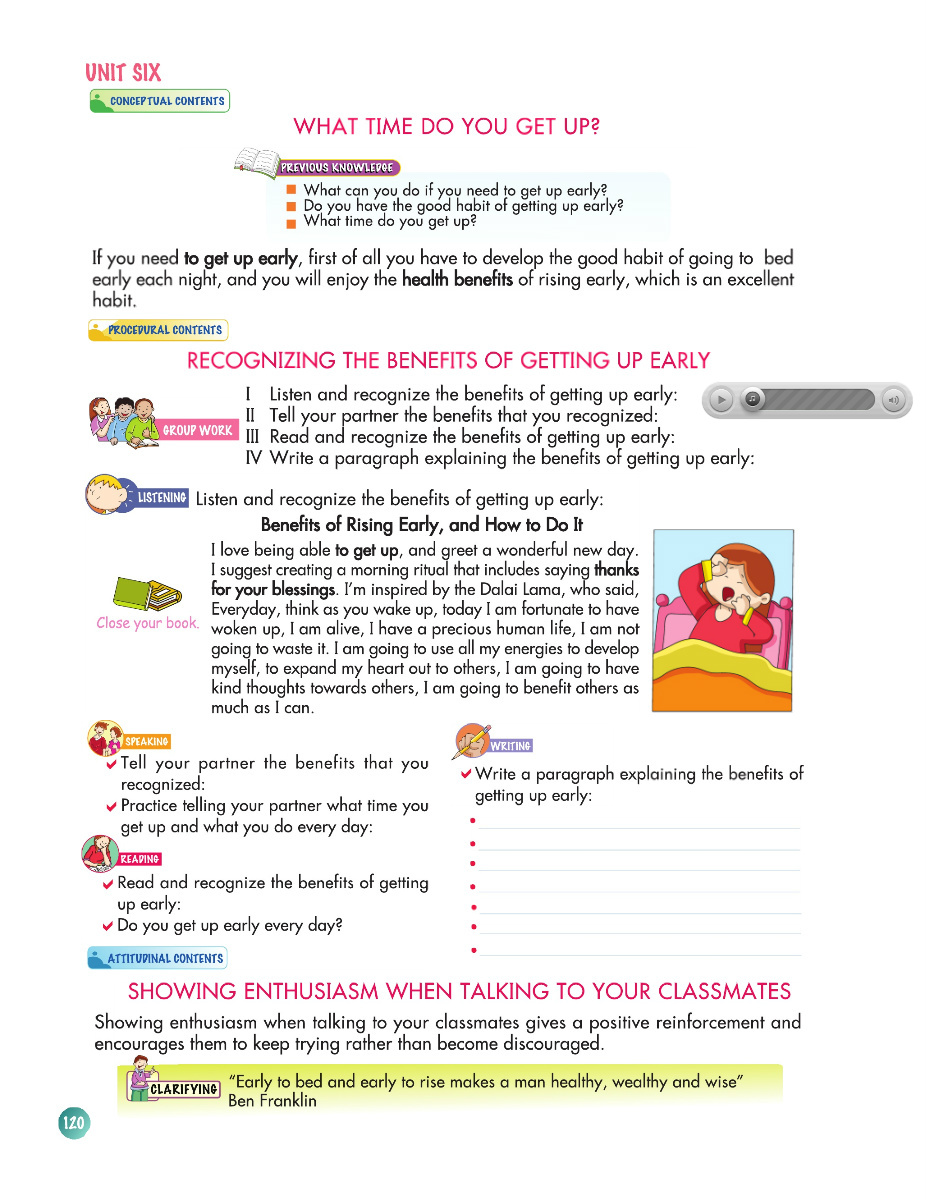 UNIT SIX
CONCEPTUAL CONTENTS
WHAT TIME DO YOU GET UP?
PREVIOUS KNOWLEDGE
What can you do if you need to get up early?
Do you have the good habit of getting up early?
What time do you get up?
If you need to get up early, first of all you have to develop the good habit of going to bed
early each night, and you will enjoy the health benefits of rising early, which is an excellent
habit.
PROCEDURAL CONTENTS
RECOGNIZING THE BENEFITS OF GETTING UP EARLY
GROUP WORK
I Listen and recognize the benefits of getting up early:
II Tell your partner the benefits that you recognized:
III Read and recognize the benefits of getting up early:
IV Write a paragraph explaining the benefits of getting up early:
LISTENING Listen and recognize the benefits of getting up early:
Benefits of Rising Early, and How to Do It
Close your book.
I love being able to get up, and greet a wonderful new day.
I suggest creating a morning ritual that includes saying thanks
for your blessings. I'm inspired by the Dalai Lama, who said,
Everyday, think as you wake up, today I am fortunate to have
woken up, I am alive, I have a precious human life, I am not
going to waste it. I am going to use all my energies to develop
myself, to expand my heart out to others, I am going to have
kind thoughts towards others, I am going to benefit others as
much as I can.
SPEAKING
Tell your partner the benefits that you
recognized:
Practice telling your partner what time you
get up and what you do every day:
READING
Read and recognize the benefits of getting
up early:
Do you get up early every day?
WRITING
Write a paragraph explaining the benefits of
getting up early:
ATTITUDINAL CONTENTS
SHOWING ENTHUSIASM WHEN TALKING TO YOUR CLASSMATES
Showing enthusiasm when talking to your classmates gives a positive reinforcement and
encourages them to keep trying rather than become discouraged.
CLARIFYING
"Early to bed and early to rise makes a man healthy, wealthy and wise"
Ben Franklin
120